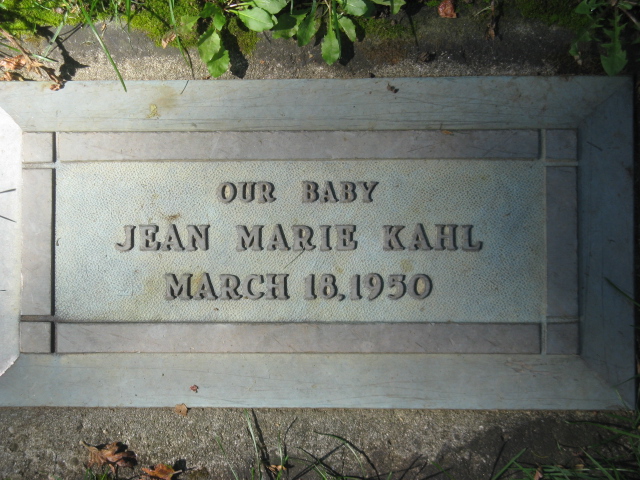 OUR BABY
JEAN MARIE KAHL
MARCH 18, 1950